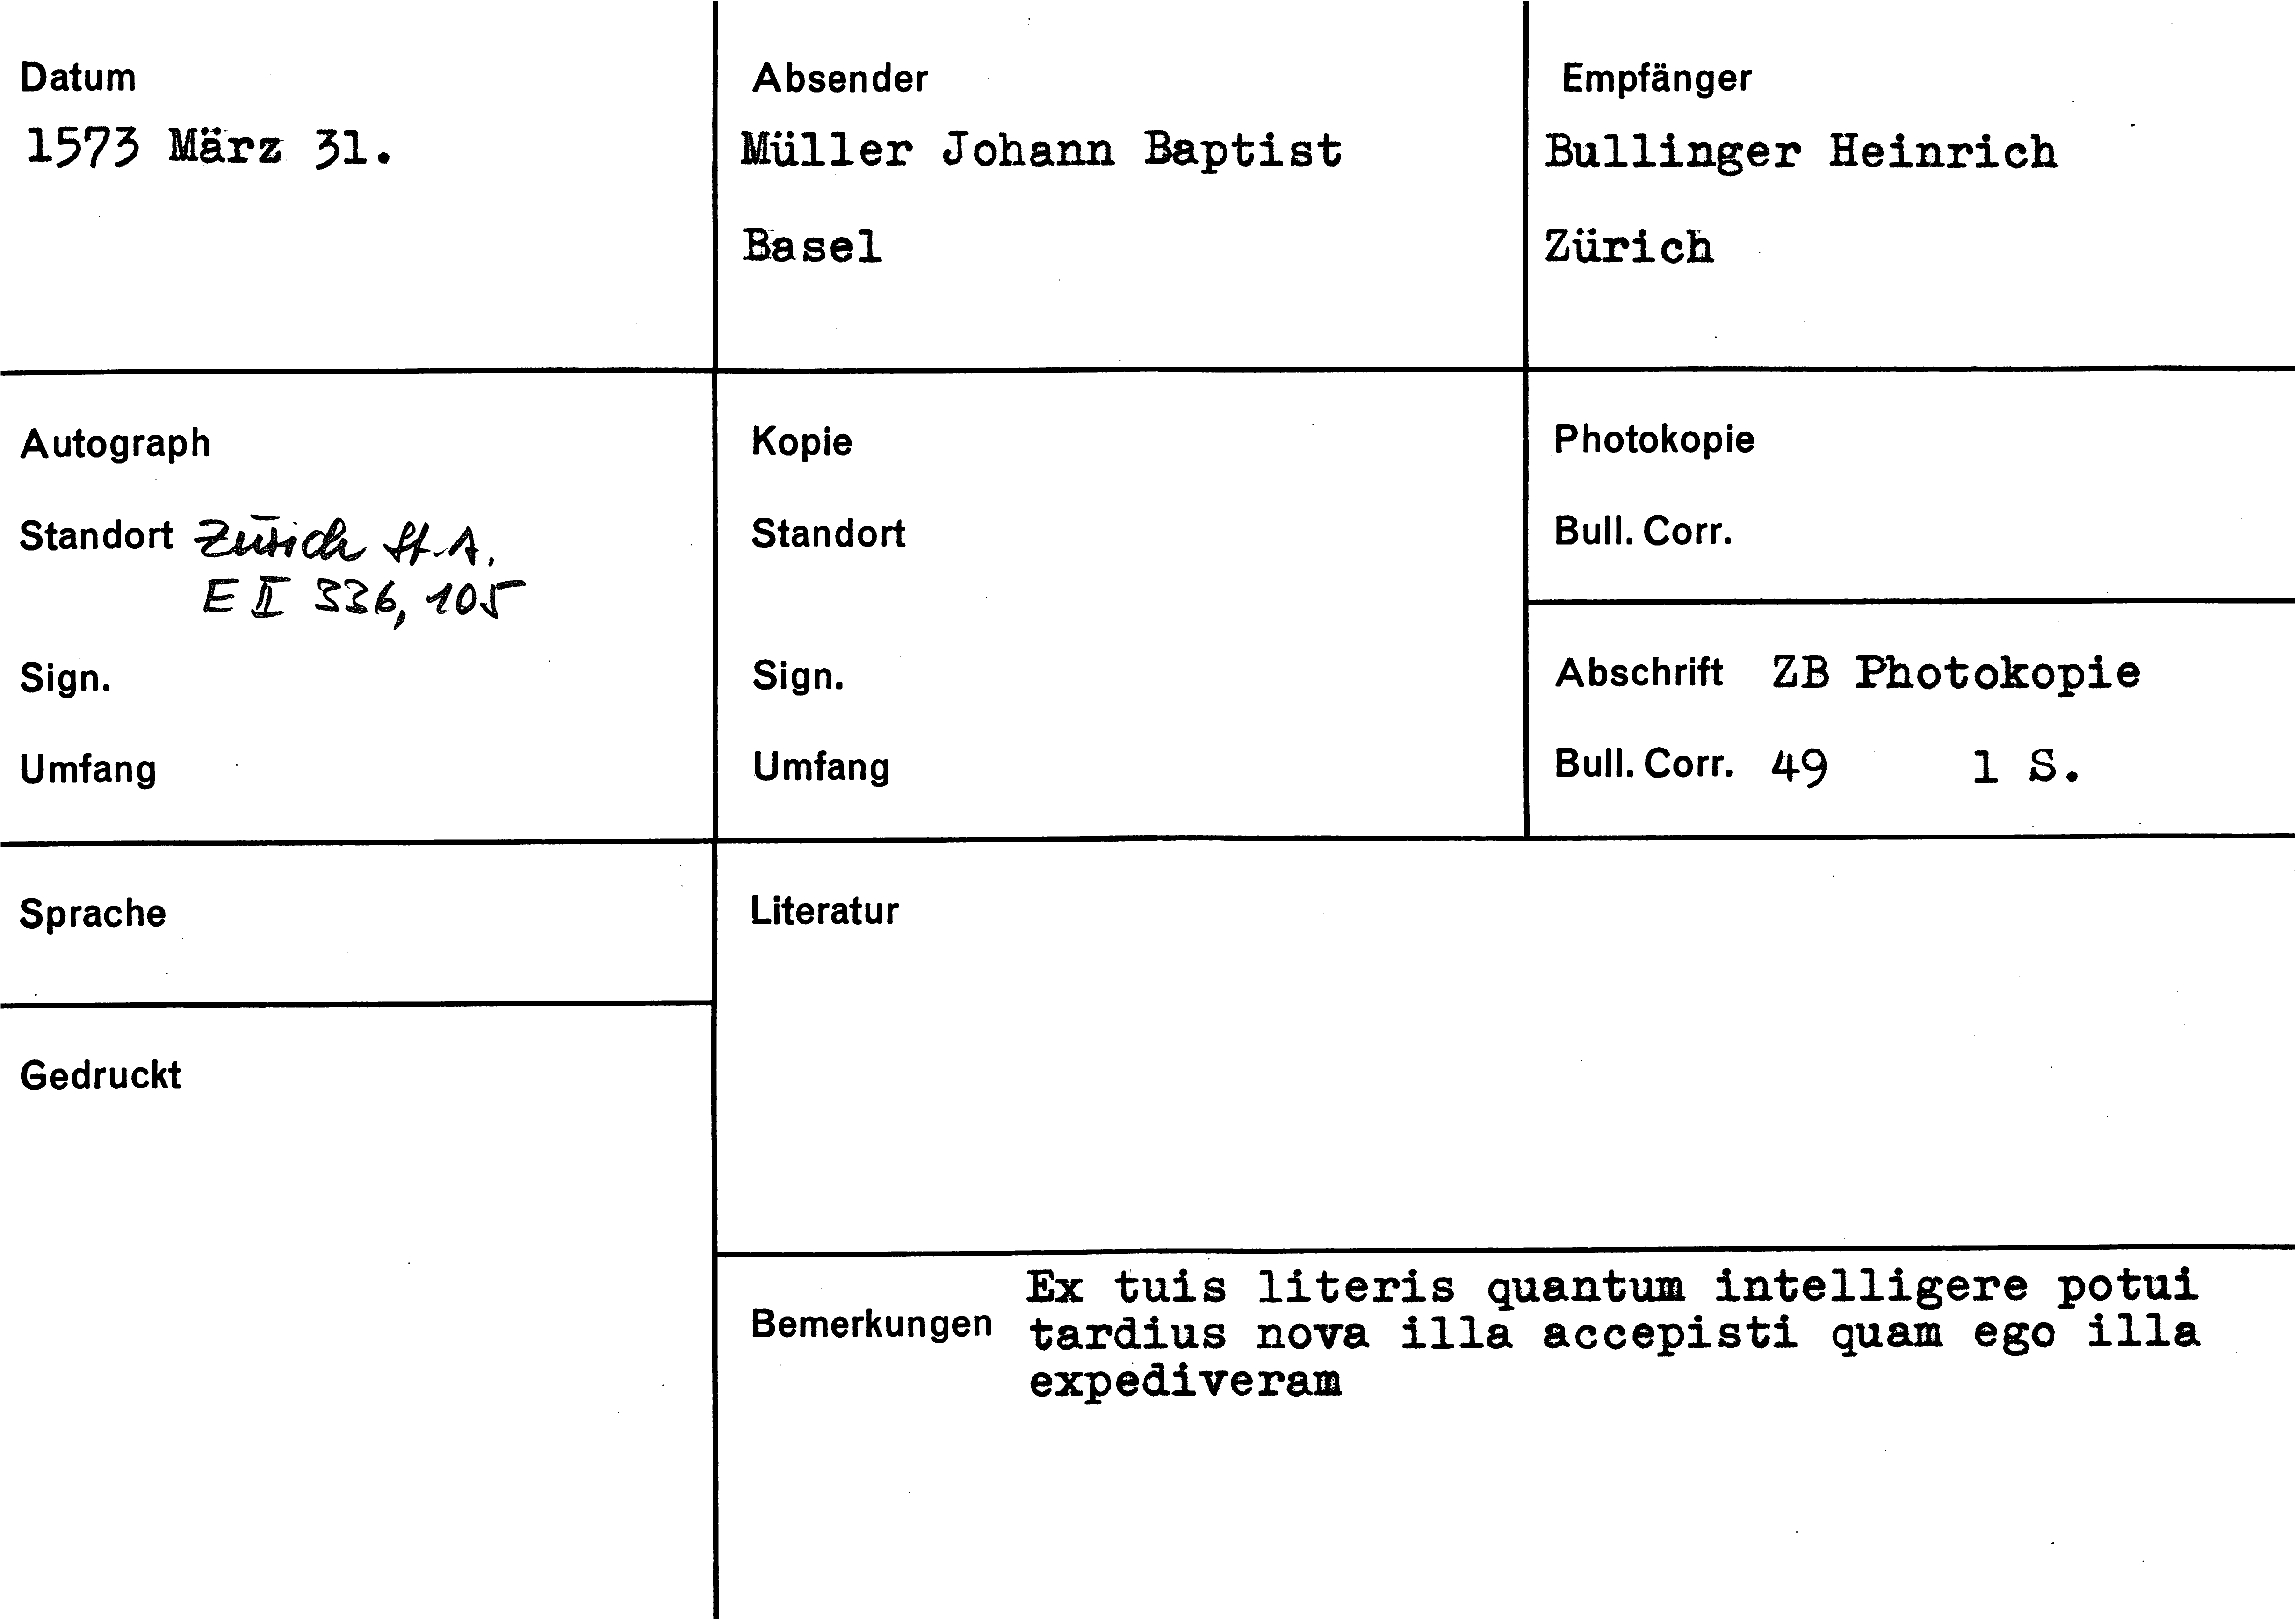 Datum
1573 März 31.
Absender
Müller Johann Baptist
Basel
Empfänger
Bullinger Heinrich
Zürich
Autograph
Standort Zürich St.A.
E II 336, 105
Sign.
Umfang
Kopie
Standort
Sign.
Umfang
Photokopie
Bull. Corr.
Abschrift ZB Photokopie
Bull. Corr. 49 1 S.
Sprache
Gedruckt
Literatur
Bemerkungen
Ex tuis literis quantum intelligere potui
tardius nova illa accepisti quam ego illa
expediveram